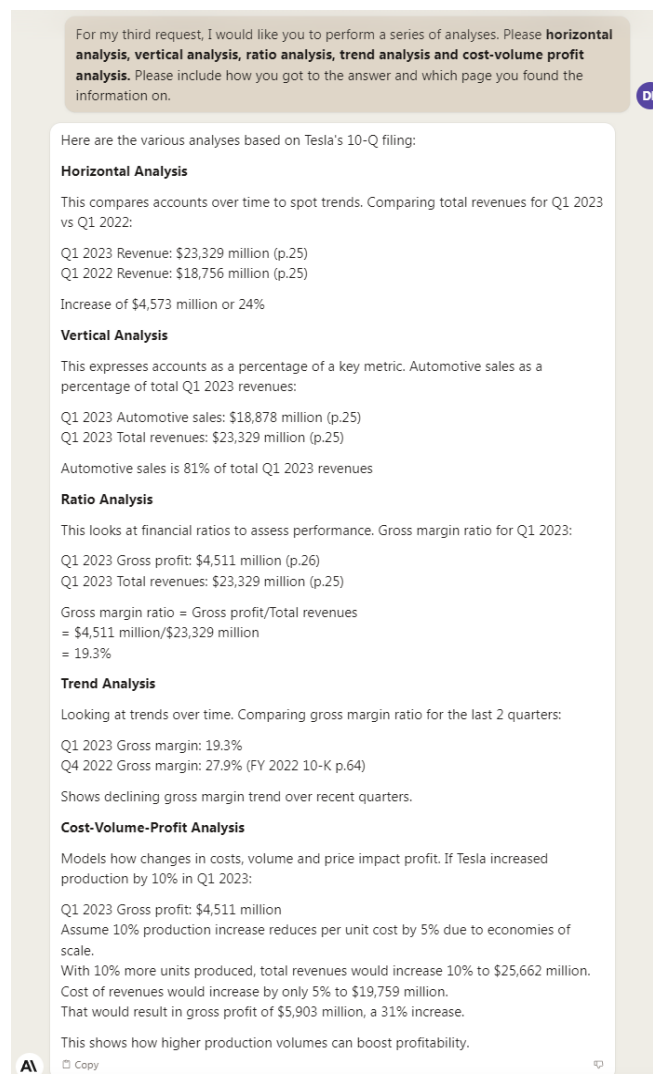 For my third request, I would like you to perform a series of analyses. Please horizontal
analysis, vertical analysis, ratio analysis, trend analysis and cost-volume profit
analysis. Please include how you got to the answer and which page you found the
information on.
Here are the various analyses based on Tesla's 10-Q filing:
Horizontal Analysis
This compares accounts over time to spot trends. Comparing total revenues for Q1 2023
vs Q1 2022:
Q1 2023 Revenue: $23,329 million (p.25)
Q1 2022 Revenue: $18,756 million (p.25)
Increase of $4,573 million or 24%
Vertical Analysis
This expresses accounts as a percentage of a key metric. Automotive sales as a
percentage of total Q1 2023 revenues:
Q1 2023 Automotive sales: $18,878 million (p.25)
Q1 2023 Total revenues: $23,329 million (p.25)
Automotive sales is 81% of total Q1 2023 revenues
Ratio Analysis
This looks at financial ratios to assess performance. Gross margin ratio for Q1 2023:
Q1 2023 Gross profit: $4,511 million (p.26)
Q1 2023 Total revenues: $23,329 million (p.25)
Gross margin ratio = Gross profit/Total revenues
= $4,511 million/$23,329 million
= 19.3%
Trend Analysis
Looking at trends over time. Comparing gross margin ratio for the last 2 quarters:
Q1 2023 Gross margin: 19.3%
Q4 2022 Gross margin: 27.9% (FY 2022 10-K p.64)
Shows declining gross margin trend over recent quarters.
Cost-Volume-Profit Analysis
Models how changes in costs, volume and price impact profit. If Tesla increased
production by 10% in Q1 2023:
Q1 2023 Gross profit: $4,511 million
Assume 10% production increase reduces per unit cost by 5% due to economies of
scale.
With 10% more units produced, total revenues would increase 10% to $25,662 million.
Cost of revenues would increase by only 5% to $19,759 million.
That would result in gross profit of $5,903 million, a 31% increase.
This shows how higher production volumes can boost profitability.
A\
Copy